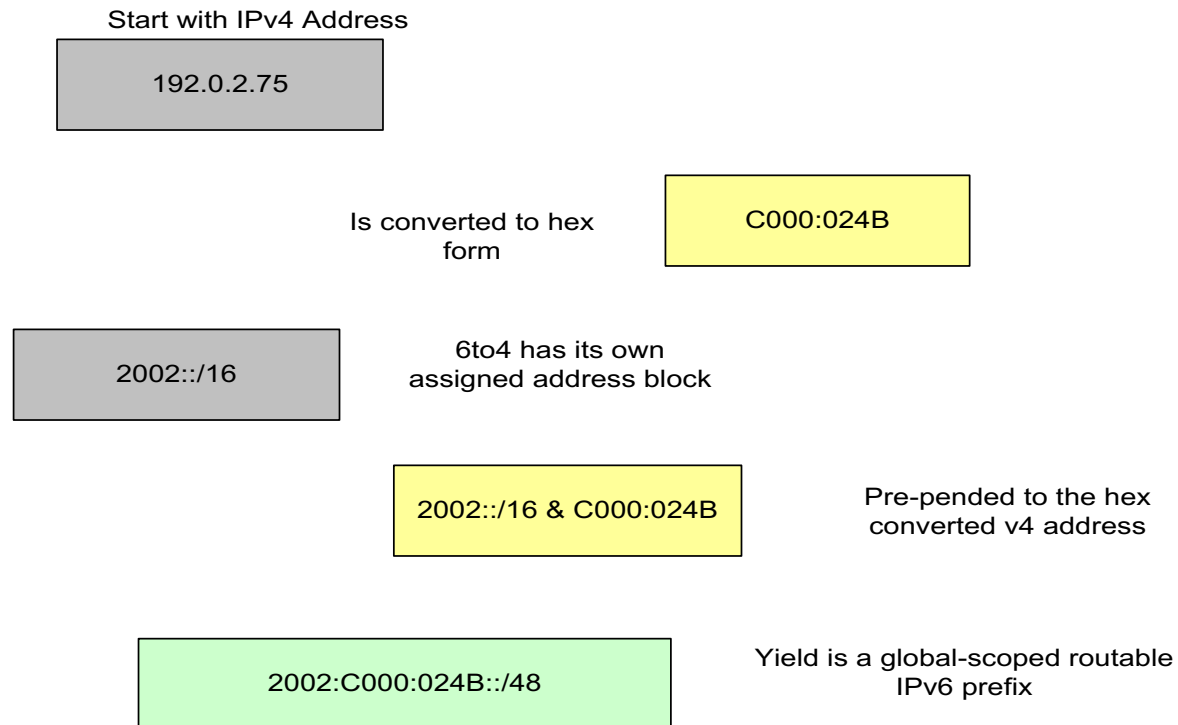 Start with IPv4 Address
192.0.2.75
Is converted to hex
form
C000:024B
2002::/16
6to4 has its own
assigned address block
2002::/16 & C000:024B
Pre-pended to the hex
converted v4 address
2002:C000:024B::/48
Yield is a global-scoped routable
IPv6 prefix